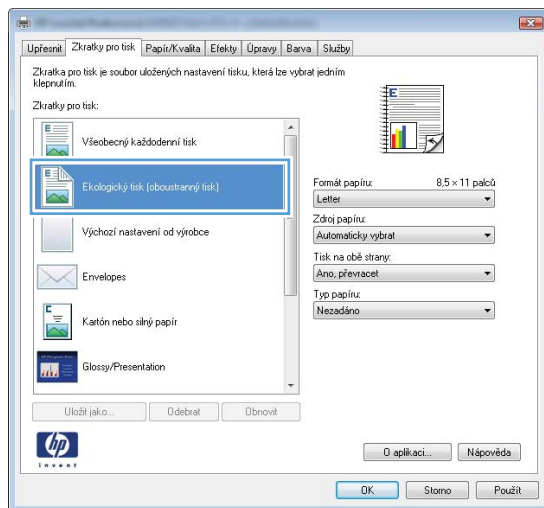 Upřesnit Zkratky pro tisk Papír/Kvalita Efekty Úpravy Barva Služby
Zkratka pro tisk je soubor uložených nastavení tisku, která lze vybrat jedním
klepnutím.
Zkratky pro tisk:
Všeobecný každodenní tisk
Ekologický tisk (oboustranný tisk)
Výchozí nastavení od výrobce
Envelopes
Kartón nebo silný papír
Glossy/Presentation
Formát papíru: 8,5 × 11 palců
Letter
Zdroj papíru:
Automaticky vybrat
Tisk na obě strany:
Ano, převracet
Typ papíru:
Nezadáno
Uložit jako... Odebrat Obnovit
hp
invent
O aplikaci... Nápověda
OK Storno Použít